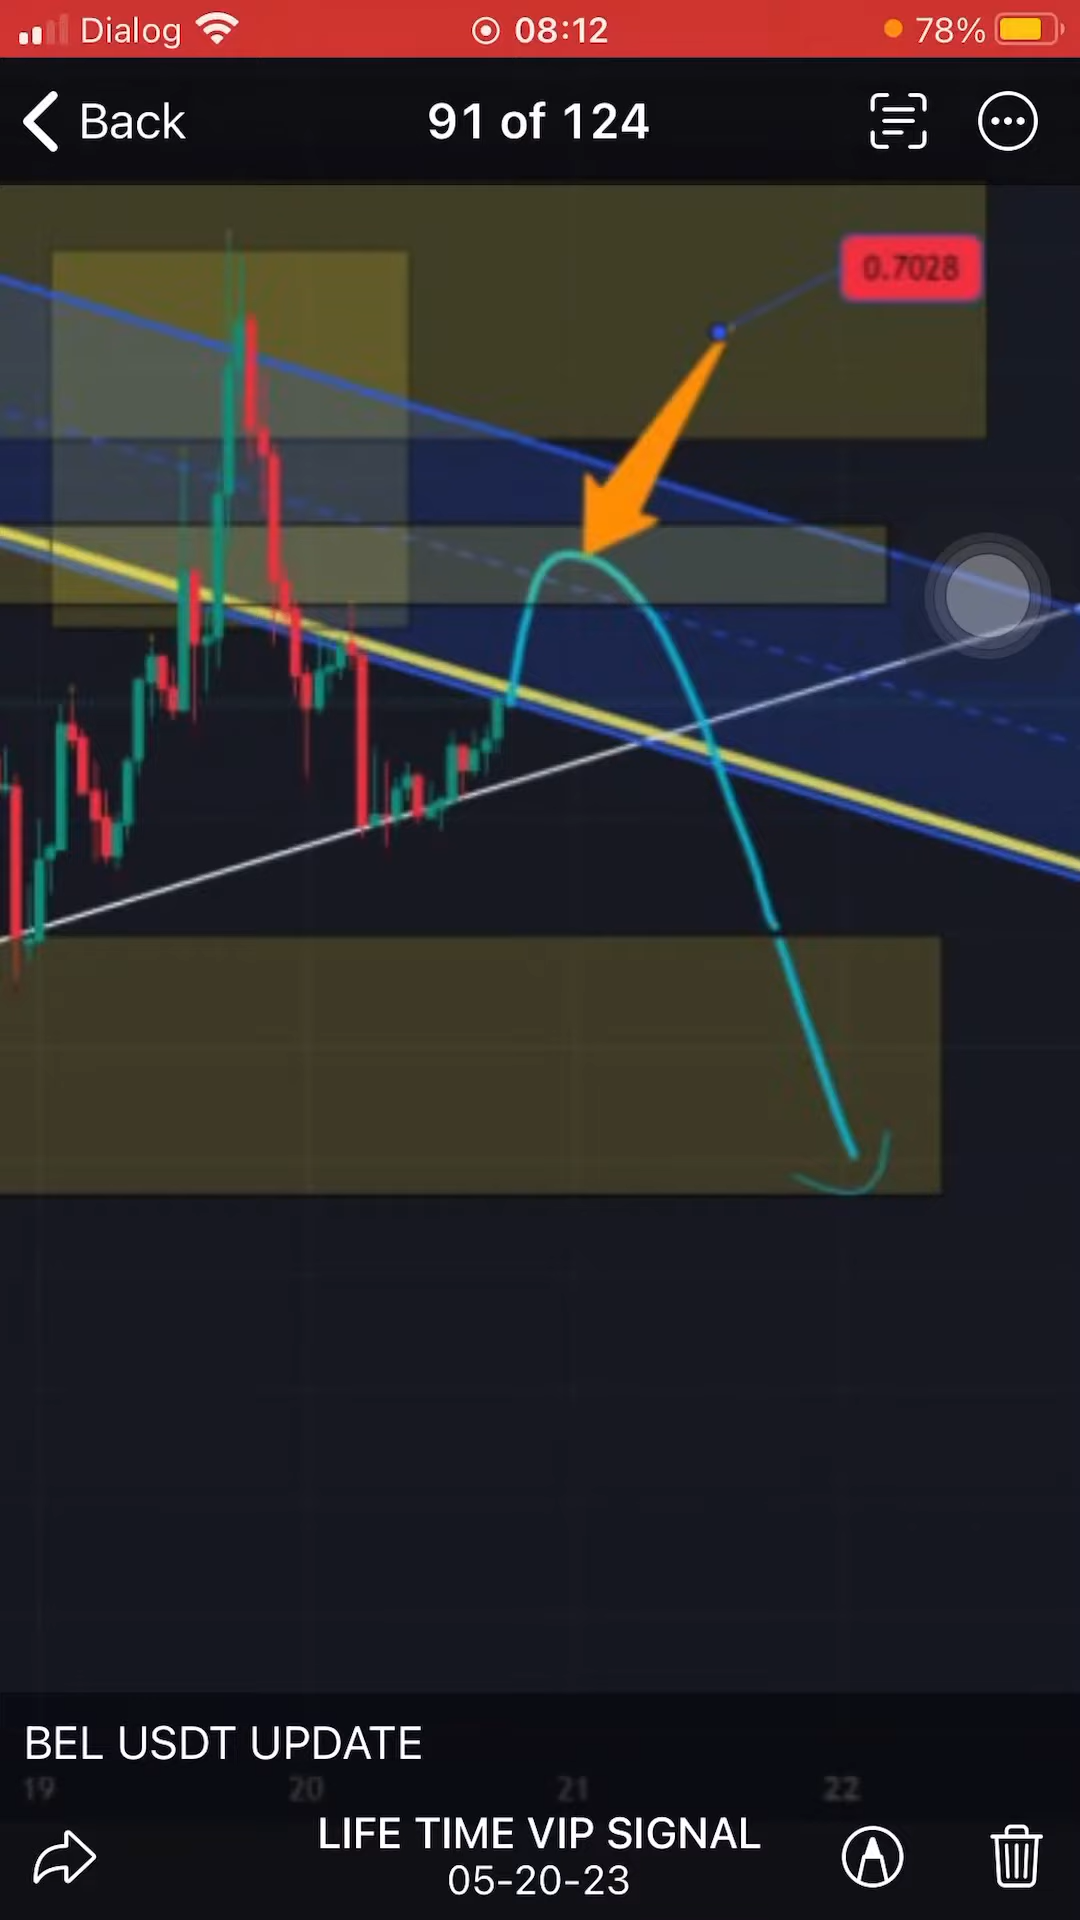 Dialog 08:12 78%
Back 91 of 124
0.7028
BEL USDT UPDATE
19 20 21 22
LIFE TIME VIP SIGNAL
05-20-23